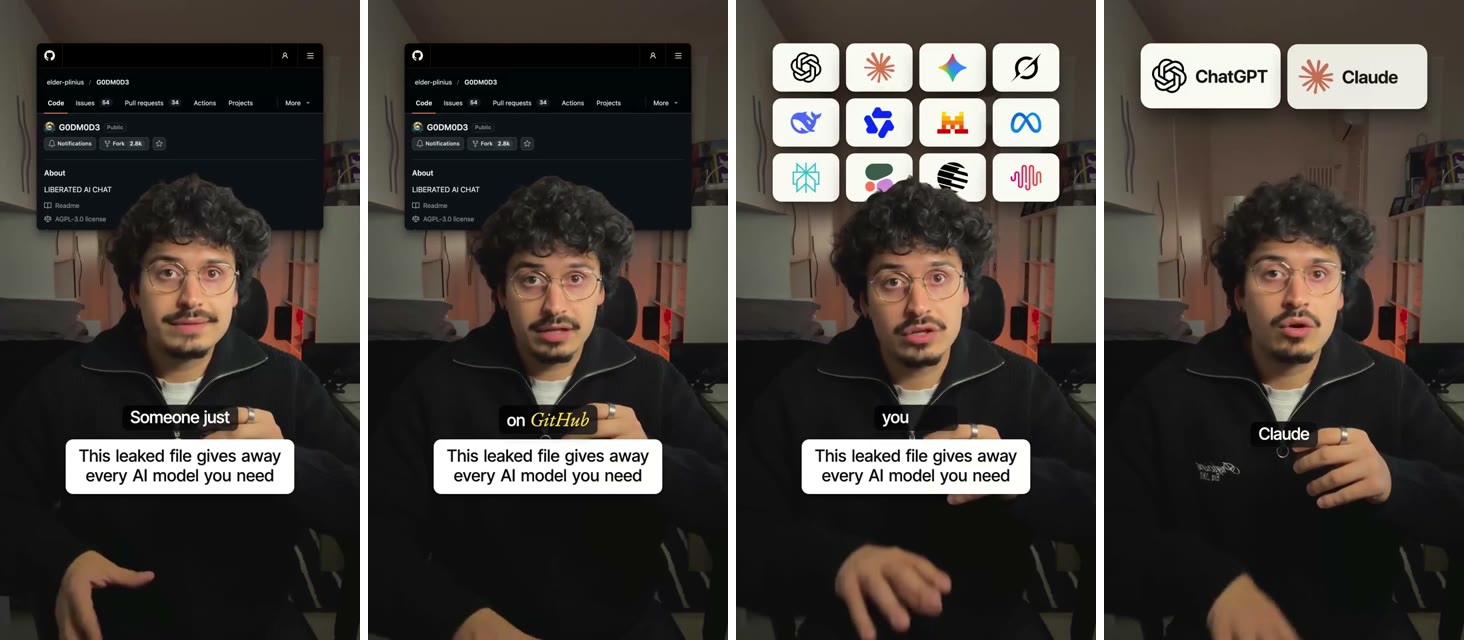 elder-plinius / G0DM0D3
Code Issues 54 Pull requests 34 Actions Projects More
G0DM0D3 Public
Notifications Fork 2.8k
About
LIBERATED AI CHAT
Readme
AGPL-3.0 license
Someone just
This leaked file gives away
every AI model you need
elder-plinius / G0DM0D3
Code Issues 54 Pull requests 34 Actions Projects More
G0DM0D3 Public
Notifications Fork 2.8k
About
LIBERATED AI CHAT
Readme
AGPL-3.0 license
on GitHub
This leaked file gives away
every AI model you need
you
This leaked file gives away
every AI model you need
ChatGPT Claude
Claude